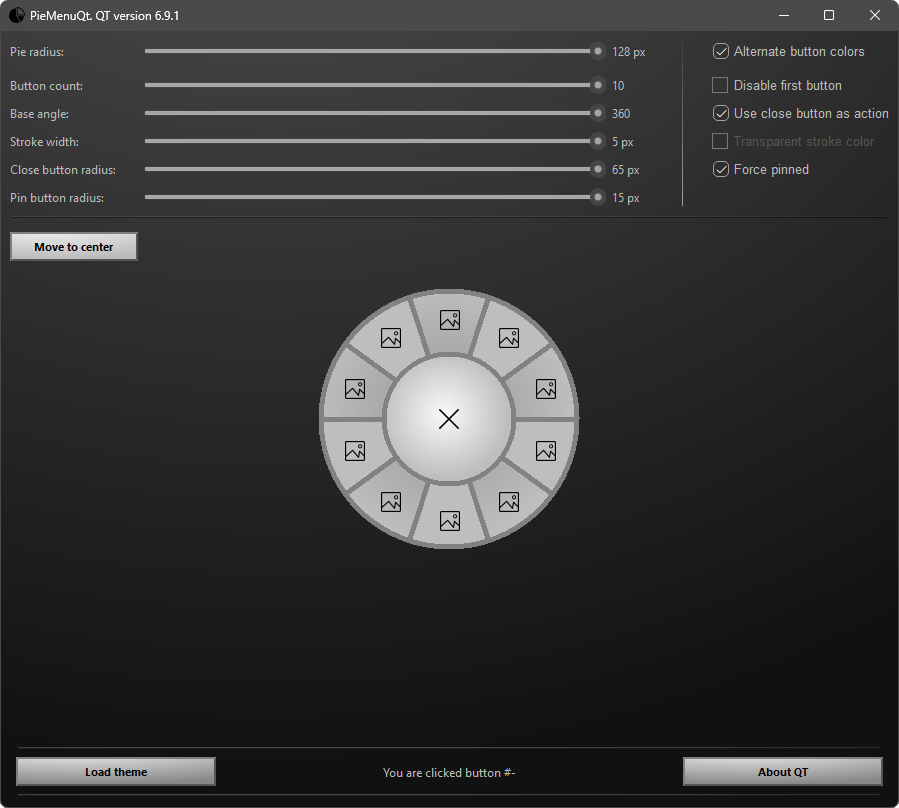 PieMenuQt. QT version 6.9.1
Pie radius: 128 px
Alternate button colors
Button count: 10
Disable first button
Base angle: 360
Use close button as action
Stroke width: 5 px
Transparent stroke color
Close button radius: 65 px
Force pinned
Pin button radius: 15 px
Move to center
Load theme
You are clicked button #-
About QT